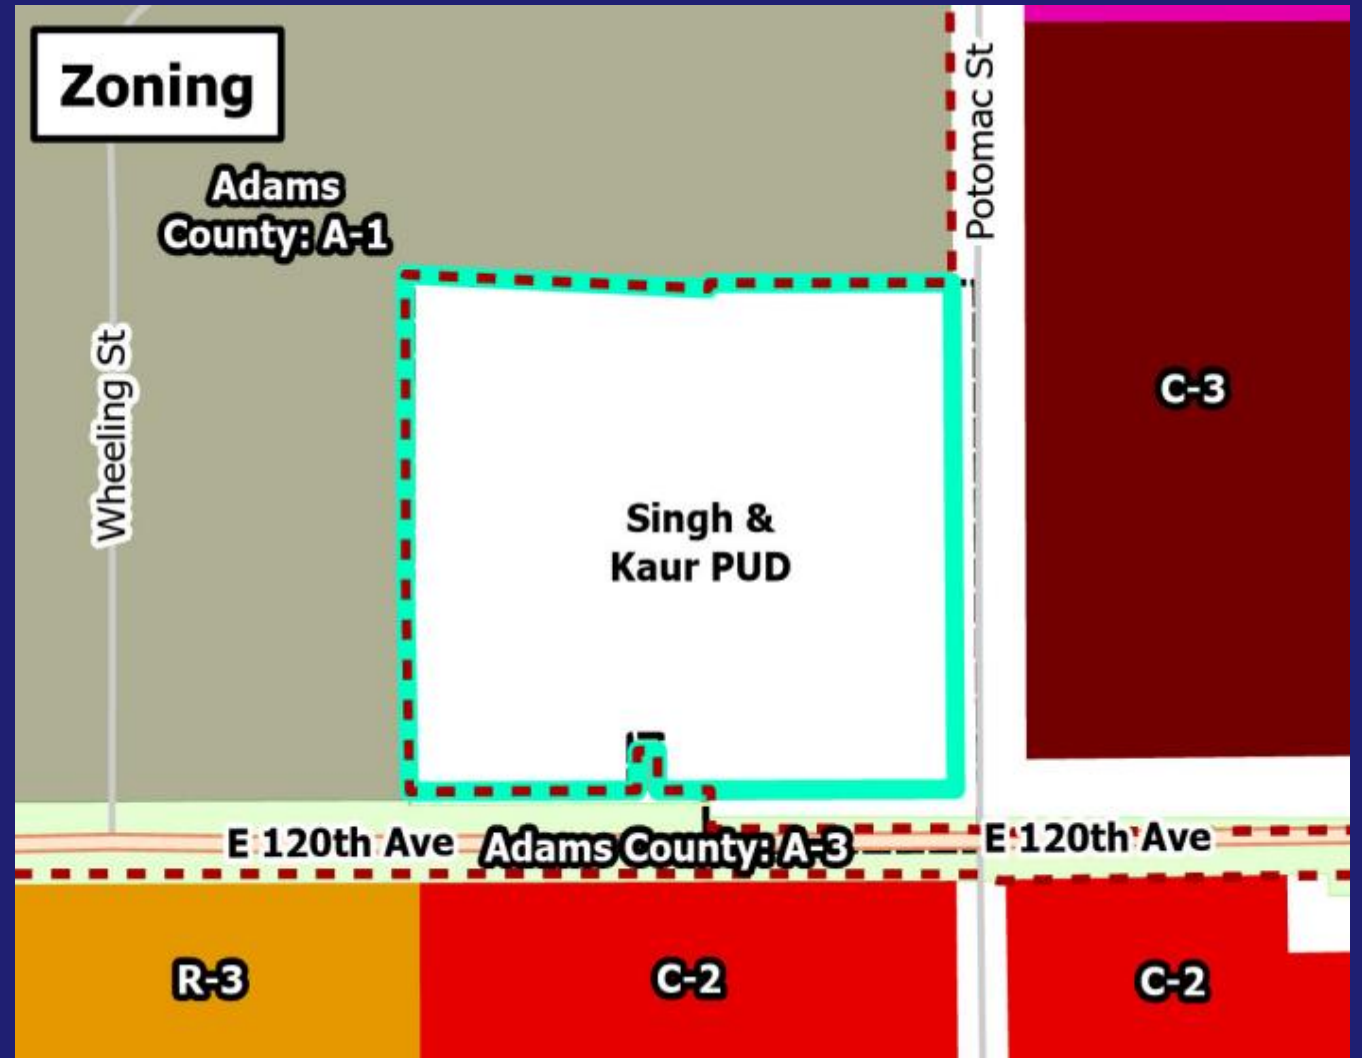 Zoning
Potomac St
Adams
County: A-1
Wheeling St
C-3
Singh &
Kaur PUD
E 120th Ave
Adams County: A-3
E 120th Ave
R-3
C-2
C-2